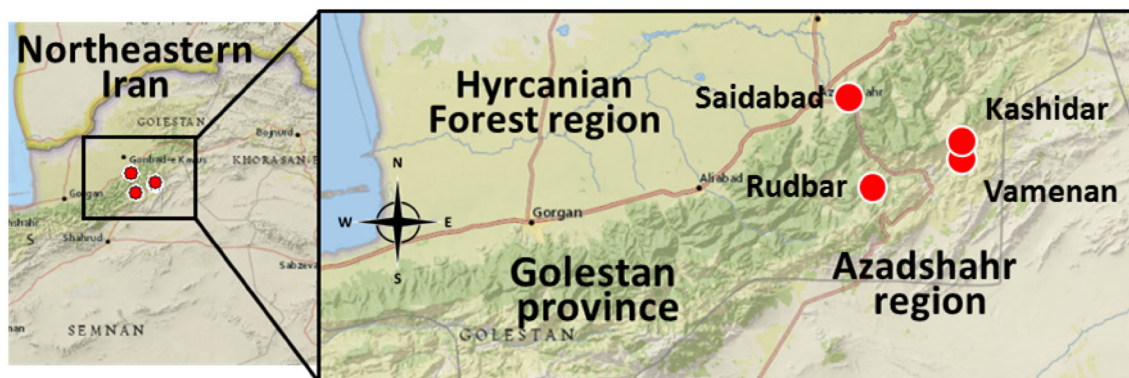 Northeastern
Iran
GOLESTAN
Bojnurd
Gonbad-e Kavus
KHORASAN-E
Gorgan
Shahrud
SEMNAN
Hyrcanian
Forest region
Saidabad
Kashidar
Aliabad
Rudbar
Vamenan
N
W
E
S
Gorgan
Golestan
province
Azadshahr
region
GOLESTAN